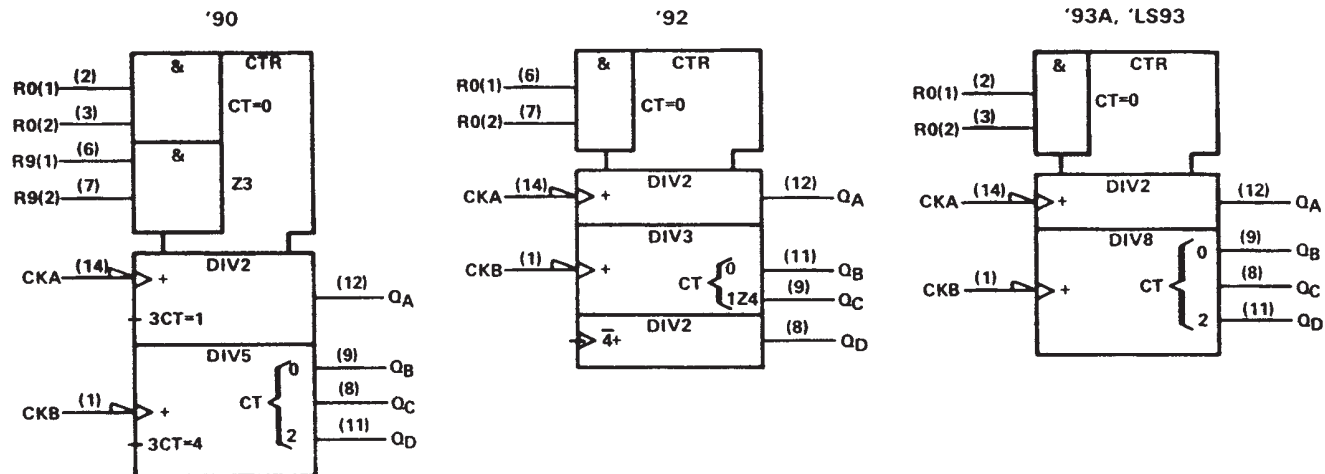 '90
&
CTR
R0(1) (2)
CT=0
R0(2) (3)
R9(1) (6)
&
Z3
R9(2) (7)
DIV2
CKA (14) +
(12) QA
3CT=1
DIV5
0 (9) QB
CT (8) QC
CKB (1) +
2 (11) QD
3CT=4
'92
&
CTR
R0(1) (6)
CT=0
R0(2) (7)
DIV2
CKA (14) + (12) QA
DIV3
CKB (1) + 0 (11) QB
CT
1Z4 (9) QC
DIV2
4̅+ (8) QD
'93A, 'LS93
&
CTR
R0(1) (2)
CT=0
R0(2) (3)
DIV2
CKA (14) + (12) QA
DIV8
0 (9) QB
CKB (1) + CT (8) QC
2 (11) QD